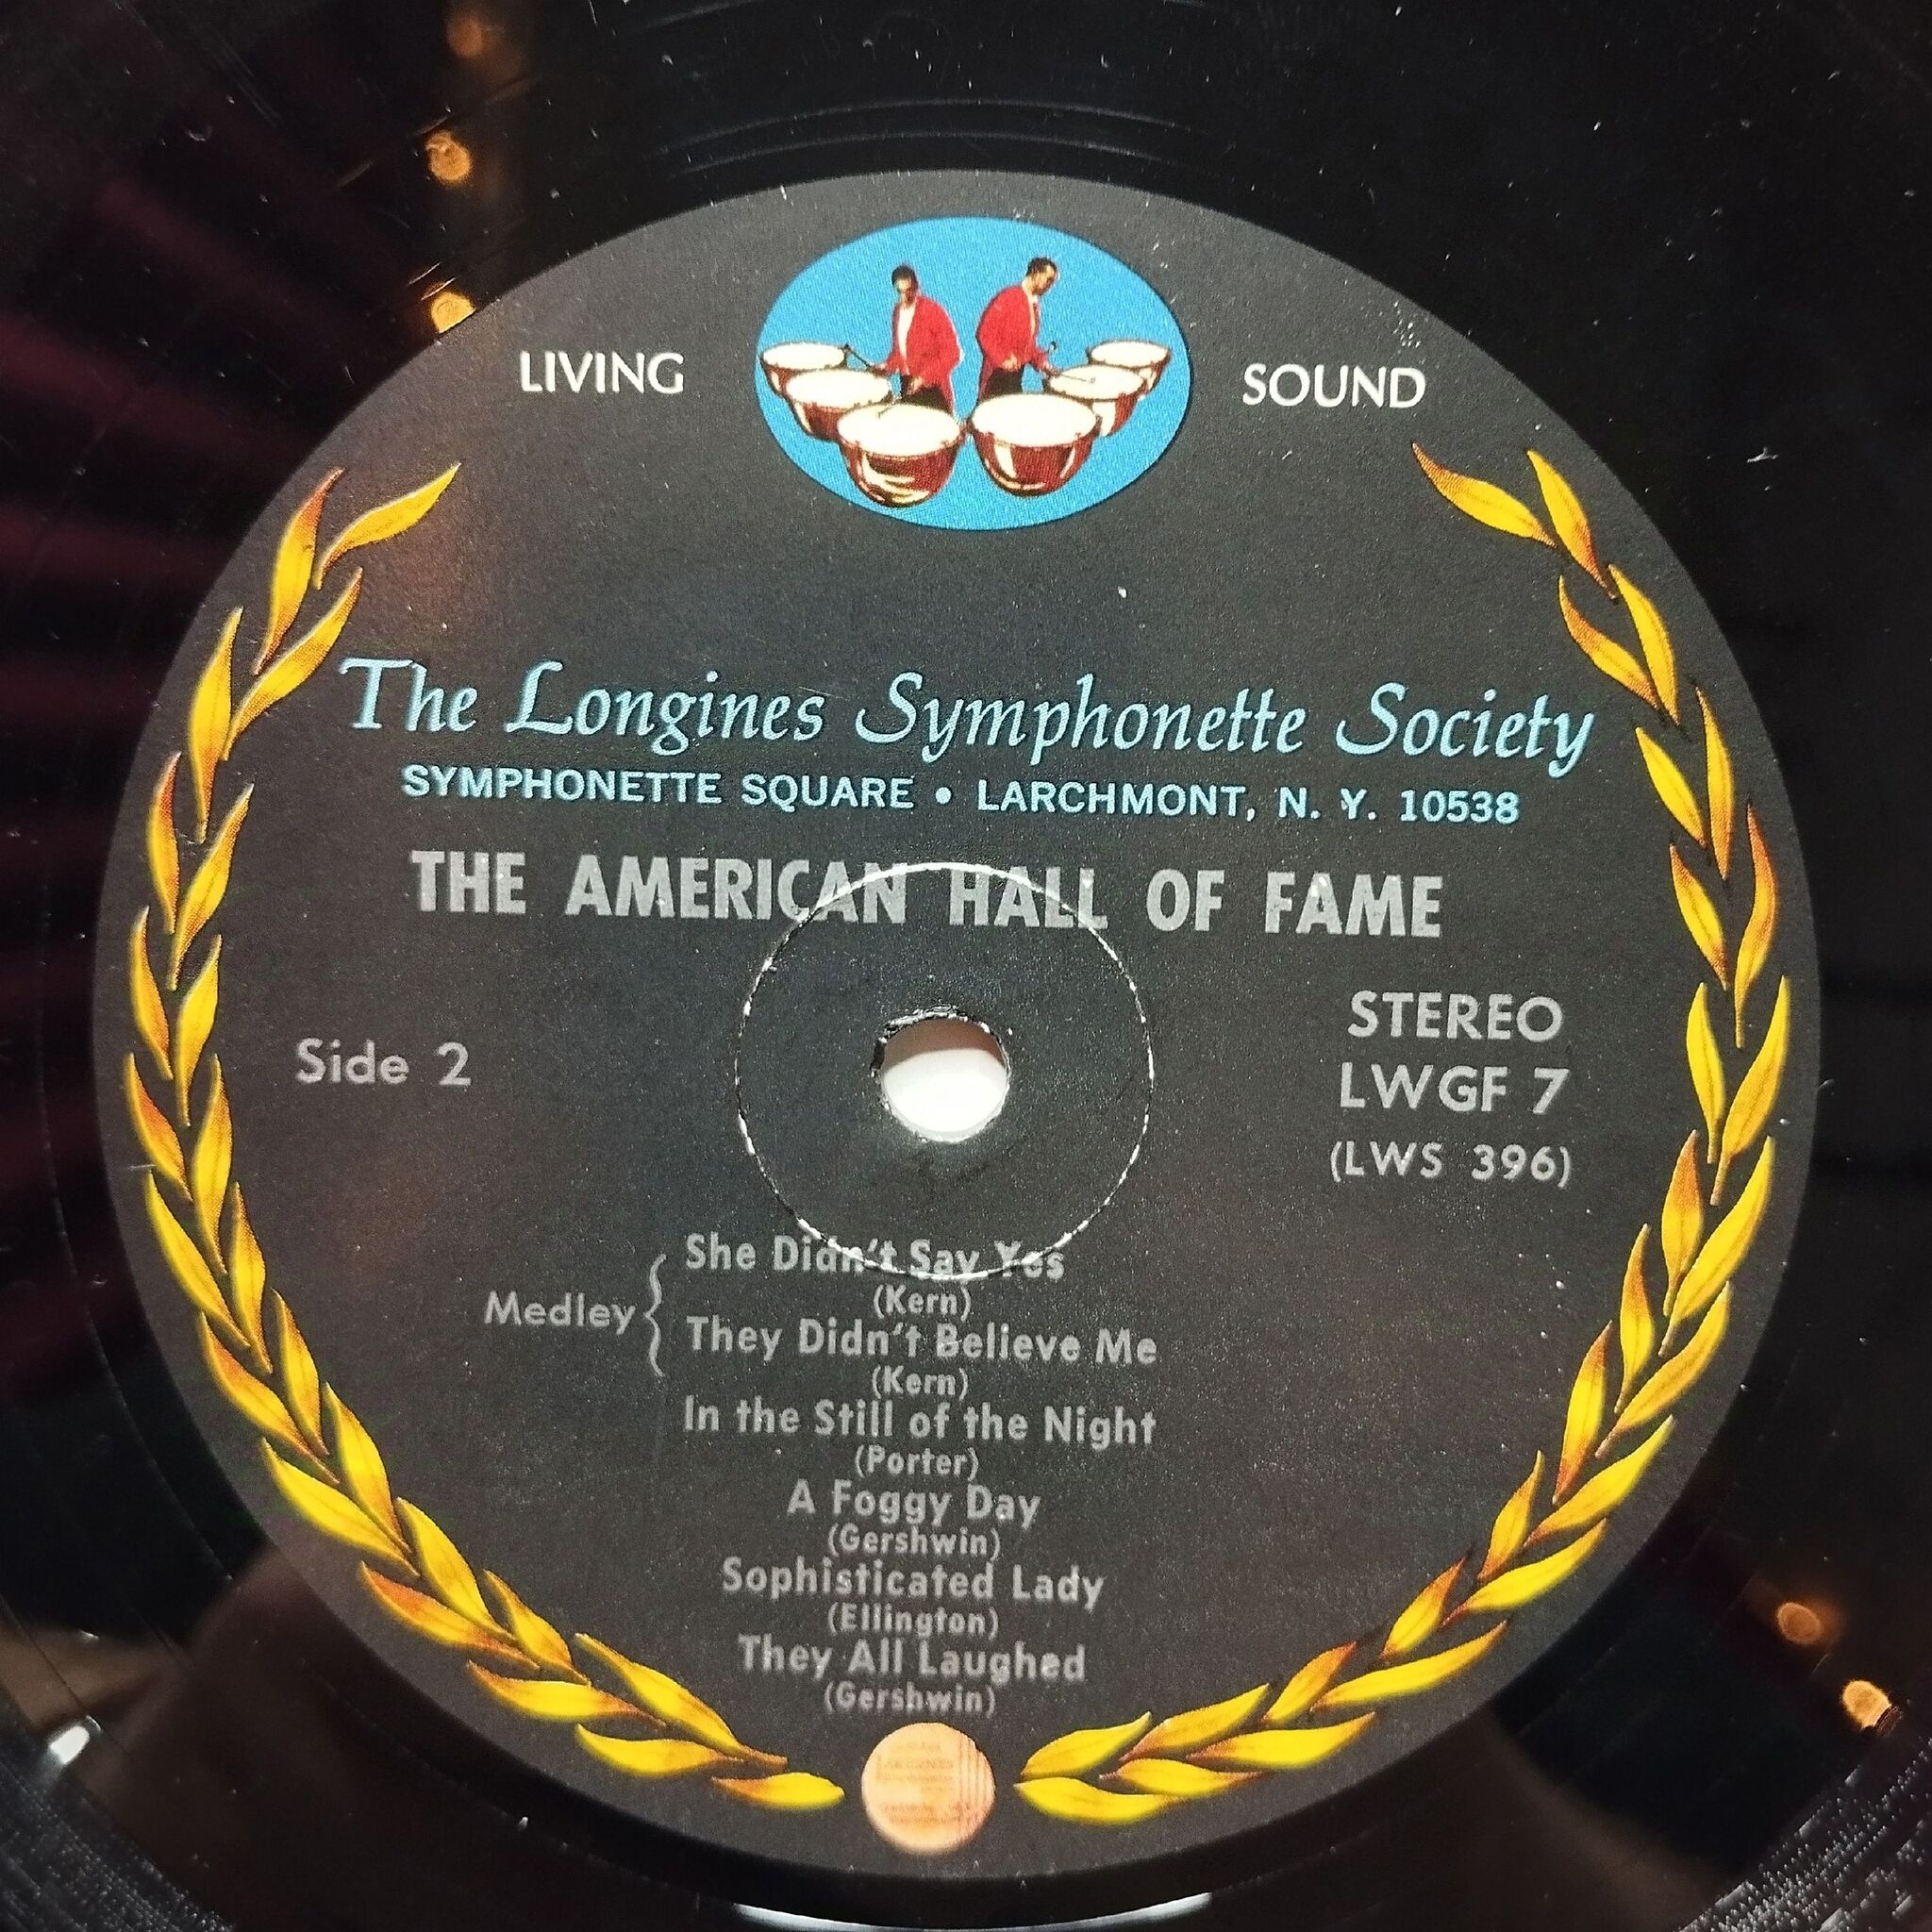 LIVING SOUND
The Longines Symphonette Society
SYMPHONETTE SQUARE • LARCHMONT, N. Y. 10538
THE AMERICAN HALL OF FAME
STEREO
Side 2 LWGF 7
(LWS 396)
She Didn't Say Yes
(Kern)
Medley
They Didn't Believe Me
(Kern)
In the Still of the Night
(Porter)
A Foggy Day
(Gershwin)
Sophisticated Lady
(Ellington)
They All Laughed
(Gershwin)